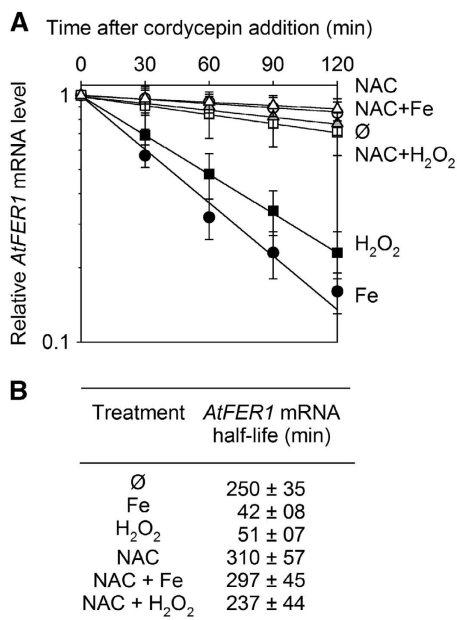 A Time after cordycepin addition (min)
0 30 60 90 120
Relative AtFER1 mRNA level
1
0.1
NAC
NAC+Fe
Ø
NAC+H₂O₂
H₂O₂
Fe
B
Treatment AtFER1 mRNA
half-life (min)
Ø 250 ± 35
Fe 42 ± 08
H₂O₂ 51 ± 07
NAC 310 ± 57
NAC + Fe 297 ± 45
NAC + H₂O₂ 237 ± 44